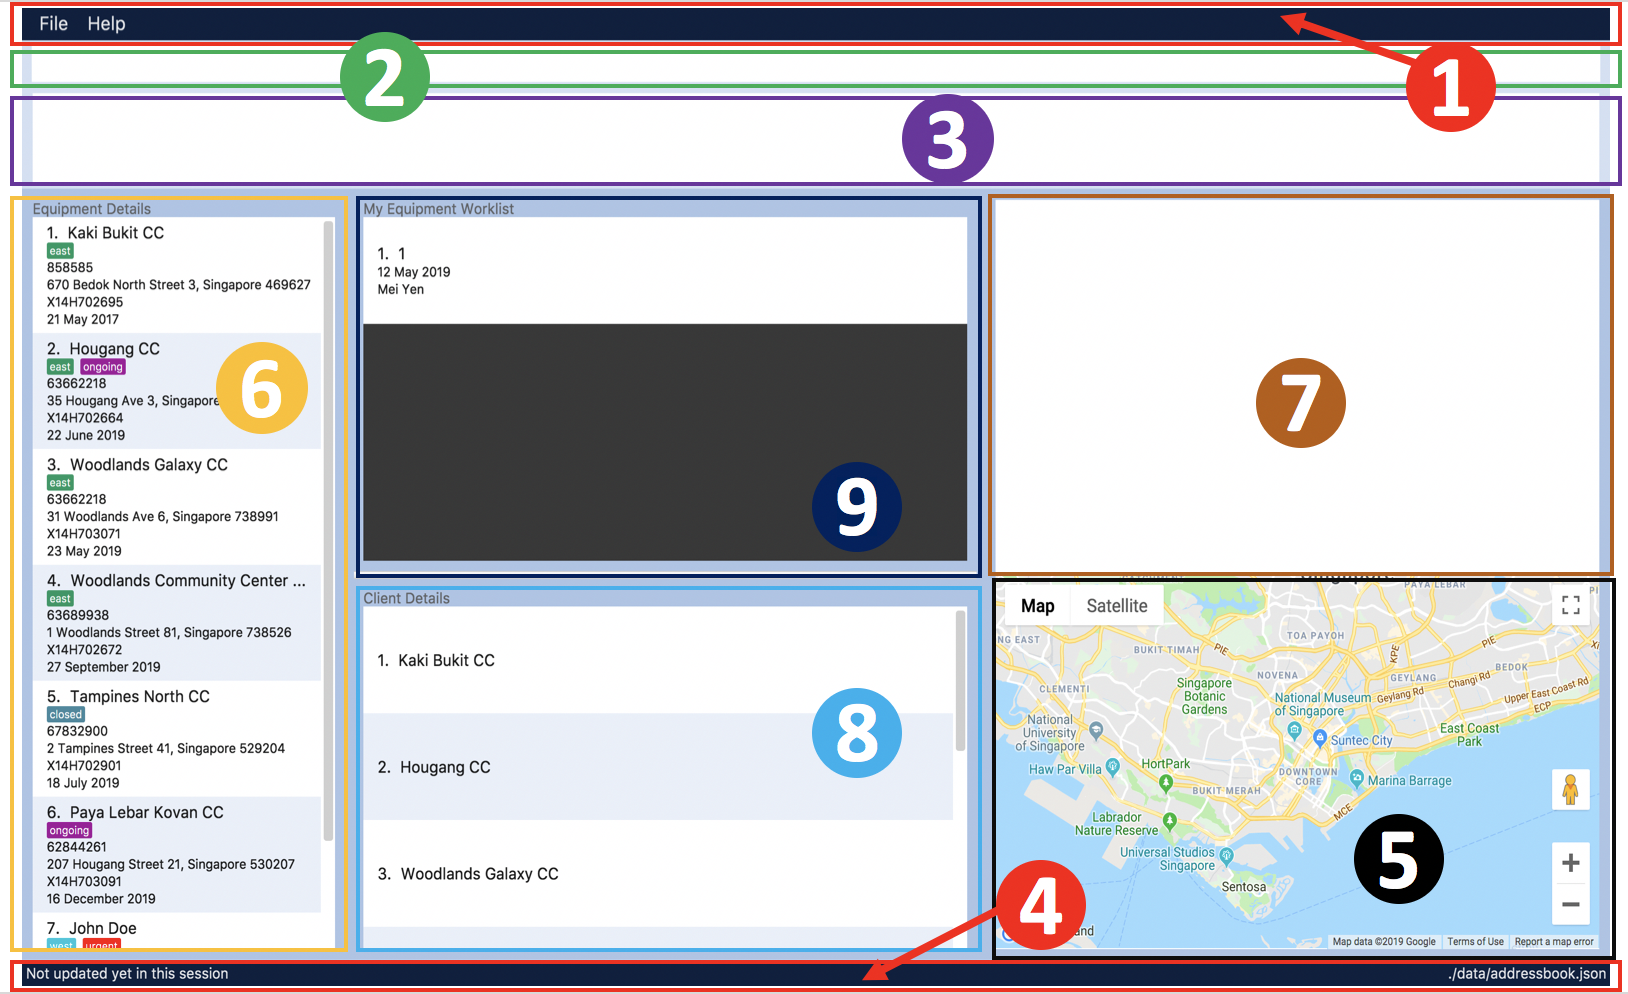 File Help
1
2
3
Equipment Details
1. Kaki Bukit CC
east
858585
670 Bedok North Street 3, Singapore 469627
X14H702695
21 May 2017
2. Hougang CC
east ongoing
63662218
35 Hougang Ave 3, Singapore
X14H702664
22 June 2019
3. Woodlands Galaxy CC
east
63662218
31 Woodlands Ave 6, Singapore 738991
X14H703071
23 May 2019
4. Woodlands Community Center ...
east
63689938
1 Woodlands Street 81, Singapore 738526
X14H702672
27 September 2019
5. Tampines North CC
closed
67832900
2 Tampines Street 41, Singapore 529204
X14H702901
18 July 2019
6. Paya Lebar Kovan CC
ongoing
62844261
207 Hougang Street 21, Singapore 530207
X14H703091
16 December 2019
7. John Doe
west urgent
6
My Equipment Worklist
1. 1
12 May 2019
Mei Yen
9
Client Details
1. Kaki Bukit CC
2. Hougang CC
3. Woodlands Galaxy CC
8
7
PAYA LEBAR
Map Satellite
NG EAST
TOA PAYOH
BUKIT TIMAH
PIE
KPE
PIE
NOVENA
BEDOK
GEYLANG
Changi Rd
CLEMENTI
Singapore
Botanic
Gardens
National Museum
of Singapore
Geylang Rd
Upper East Coast Rd
ECP
National
University
of Singapore
Suntec City
East Coast
Park
Haw Par Villa
HortPark
DOWNTOWN
CORE
Marina Barrage
BUKIT MERAH
MCE
Labrador
Nature Reserve
Universal Studios
Singapore
Sentosa
5
4
nd
Map data ©2019 Google Terms of Use Report a map error
Not updated yet in this session
./data/addressbook.json